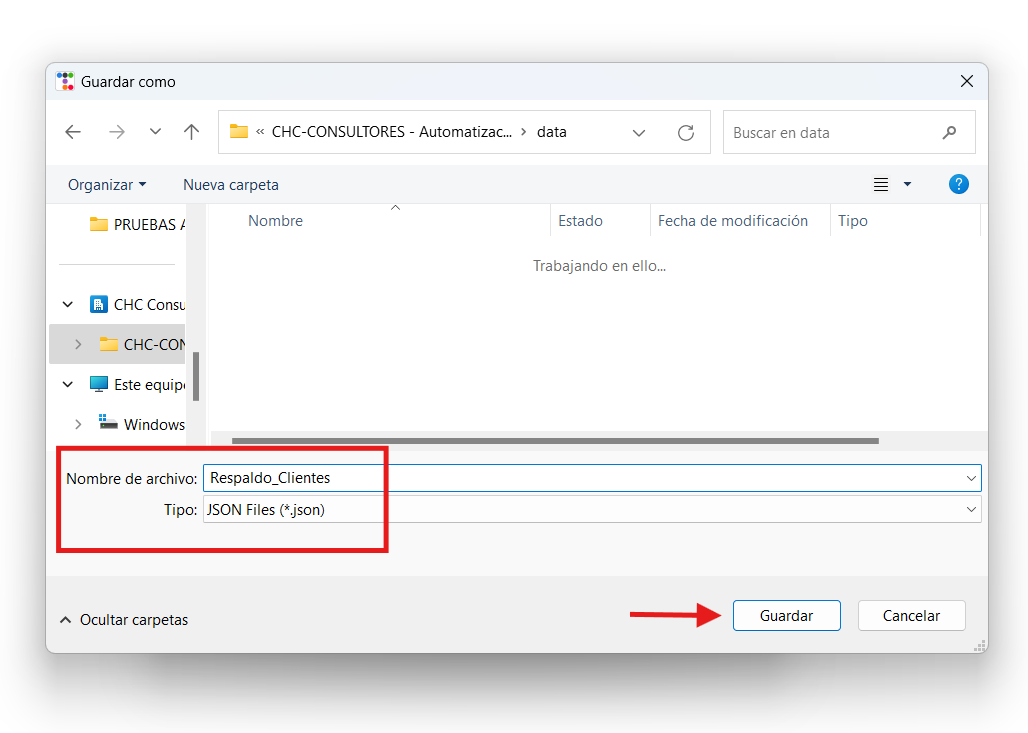 Guardar como
« CHC-CONSULTORES - Automatizac... › data
Buscar en data
Organizar
Nueva carpeta
?
PRUEBAS A
CHC Consu
CHC-CON
Este equipo
Windows
Nombre
Estado
Fecha de modificación
Tipo
Trabajando en ello...
Nombre de archivo: Respaldo_Clientes
Tipo: JSON Files (*.json)
Ocultar carpetas
Guardar
Cancelar